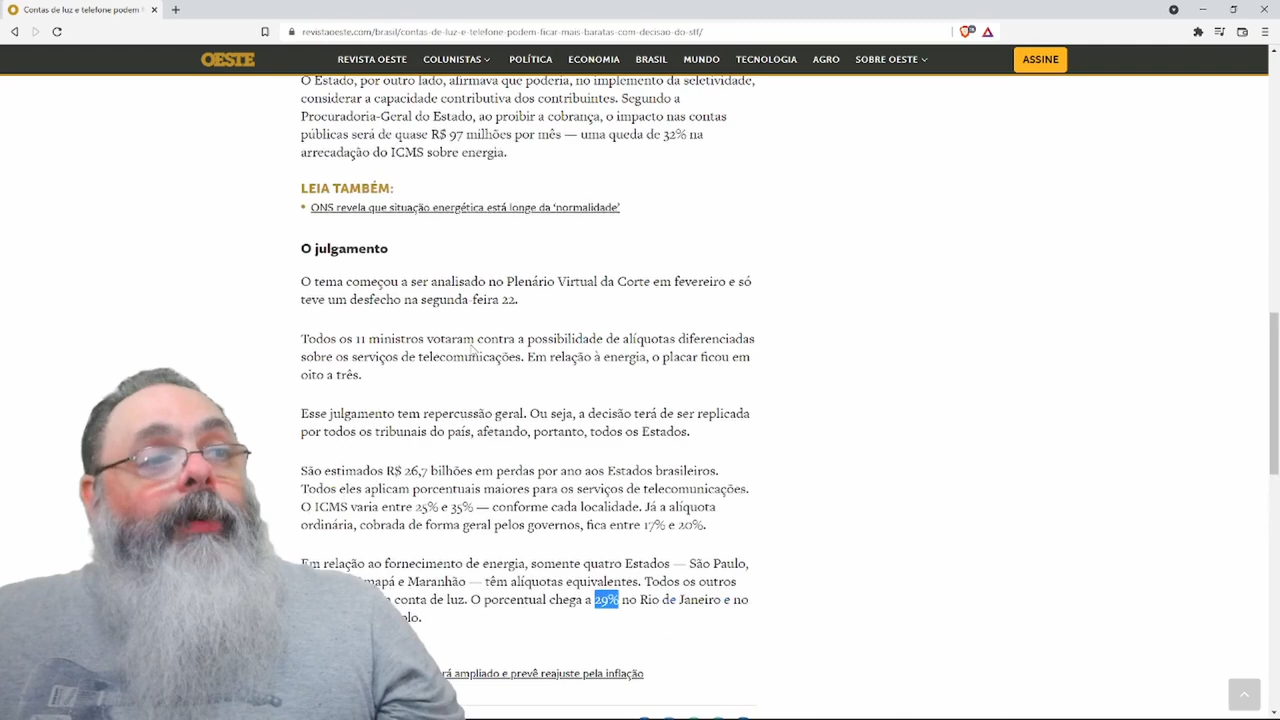 Contas de luz e telefone podem f
revistaoeste.com/brasil/contas-de-luz-e-telefone-podem-ficar-mais-baratas-com-decisao-do-stf/
OESTE
REVISTA OESTE COLUNISTAS POLÍTICA ECONOMIA BRASIL MUNDO TECNOLOGIA AGRO SOBRE OESTE ASSINE
O Estado, por outro lado, afirmava que poderia, no implemento da seletividade,
considerar a capacidade contributiva dos contribuintes. Segundo a
Procuradoria-Geral do Estado, ao proibir a cobrança, o impacto nas contas
públicas será de quase R$ 97 milhões por mês — uma queda de 32% na
arrecadação do ICMS sobre energia.
LEIA TAMBÉM:
• ONS revela que situação energética está longe da ‘normalidade’
O julgamento
O tema começou a ser analisado no Plenário Virtual da Corte em fevereiro e só
teve um desfecho na segunda-feira 22.
Todos os 11 ministros votaram contra a possibilidade de alíquotas diferenciadas
sobre os serviços de telecomunicações. Em relação à energia, o placar ficou em
oito a três.
Esse julgamento tem repercussão geral. Ou seja, a decisão terá de ser replicada
por todos os tribunais do país, afetando, portanto, todos os Estados.
São estimados R$ 26,7 bilhões em perdas por ano aos Estados brasileiros.
Todos eles aplicam porcentuais maiores para os serviços de telecomunicações.
O ICMS varia entre 25% e 35% — conforme cada localidade. Já a alíquota
ordinária, cobrada de forma geral pelos governos, fica entre 17% e 20%.
Em relação ao fornecimento de energia, somente quatro Estados — São Paulo,
mapá e Maranhão — têm alíquotas equivalentes. Todos os outros
conta de luz. O porcentual chega a 29% no Rio de Janeiro e no
plo.
rá ampliado e prevê reajuste pela inflação